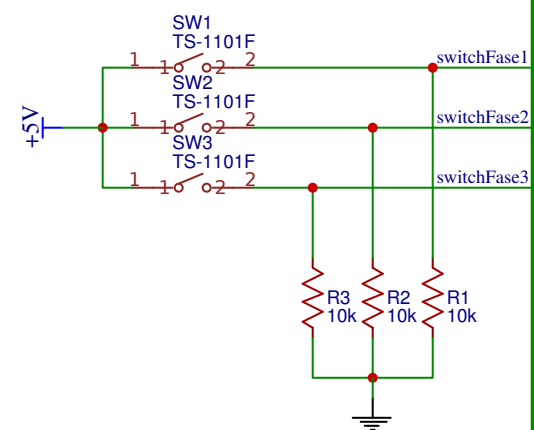 SW1
TS-1101F
1 1 2 2 switchFase1
SW2
TS-1101F
1 1 2 2 switchFase2
SW3
TS-1101F
1 1 2 2 switchFase3
+5V
R3 R2 R1
10k 10k 10k